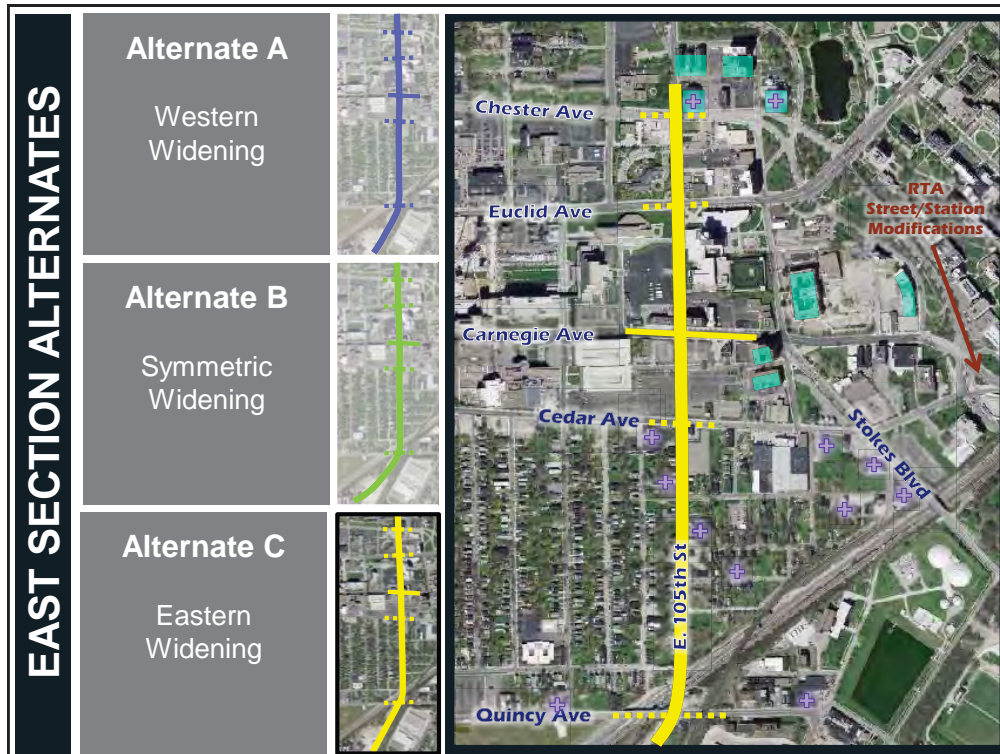 EAST SECTION ALTERNATES
Alternate A
Western
Widening
Alternate B
Symmetric
Widening
Alternate C
Eastern
Widening
Chester Ave
Euclid Ave
RTA
Street/Station
Modifications
Carnegie Ave
Cedar Ave
Stokes Blvd
E. 105th St
Quincy Ave